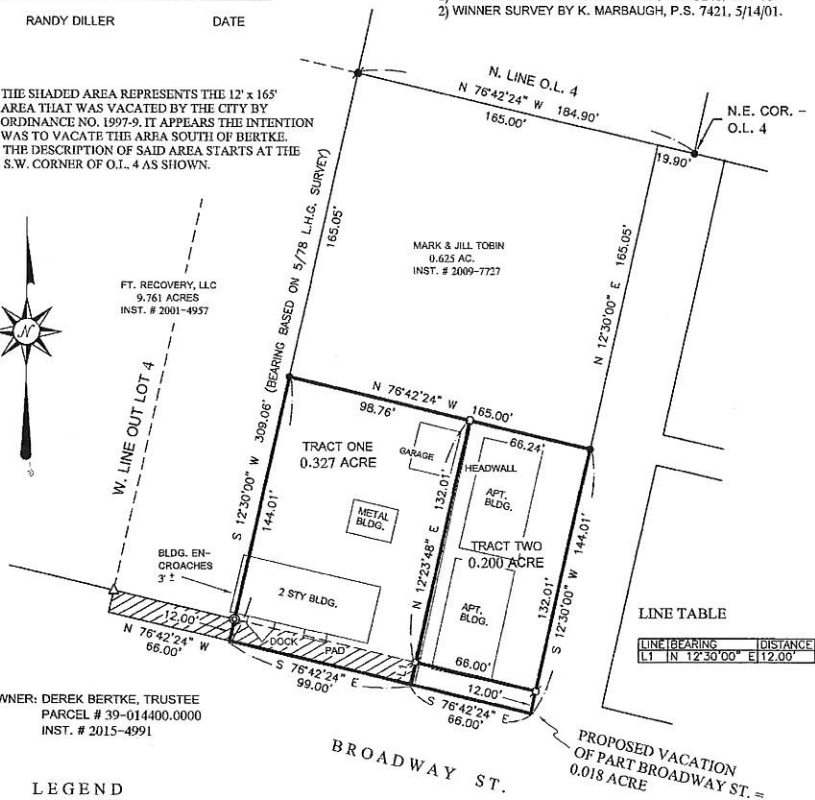 RANDY DILLER DATE
2) WINNER SURVEY BY K. MARBAUGH, P.S. 7421, 5/14/01.
THE SHADED AREA REPRESENTS THE 12' x 165'
AREA THAT WAS VACATED BY THE CITY BY
ORDINANCE NO. 1997-9. IT APPEARS THE INTENTION
WAS TO VACATE THE AREA SOUTH OF BERTKE.
THE DESCRIPTION OF SAID AREA STARTS AT THE
S.W. CORNER OF O.L. 4 AS SHOWN.
N. LINE O.L. 4
N 76°42'24" W 184.90'
165.00'
19.90'
N.E. COR. -
O.L. 4
S 12°30'00" W 309.06' (BEARING BASED ON 5/78 L.H.G. SURVEY)
165.05'
MARK & JILL TOBIN
0.625 AC.
INST. # 2009-7727
N 12°30'00" E 165.05'
FT. RECOVERY, LLC
9.761 ACRES
INST. # 2001-4957
N
W. LINE OUT LOT 4
N 76°42'24" W 165.00'
98.76'
66.24'
TRACT ONE
0.327 ACRE
GARAGE
HEADWALL
APT.
BLDG.
METAL
BLDG.
144.01'
132.01'
N 12°23'48" E
TRACT TWO
0.200 ACRE
144.01'
132.01'
S 12°30'00" W
BLDG. EN-
CROACHES
3' ±
2 STY BLDG.
APT.
BLDG.
LINE TABLE
LINE BEARING DISTANCE
L1 N 12°30'00" E 12.00'
12.00'
DOCK
PAD
L1
66.00'
12.00'
N 76°42'24" W
66.00'
S 76°42'24" E
99.00'
S 76°42'24" E
66.00'
WNER: DEREK BERTKE, TRUSTEE
PARCEL # 39-014400.0000
INST. # 2015-4991
BROADWAY ST.
PROPOSED VACATION
OF PART BROADWAY ST. =
0.018 ACRE
LEGEND